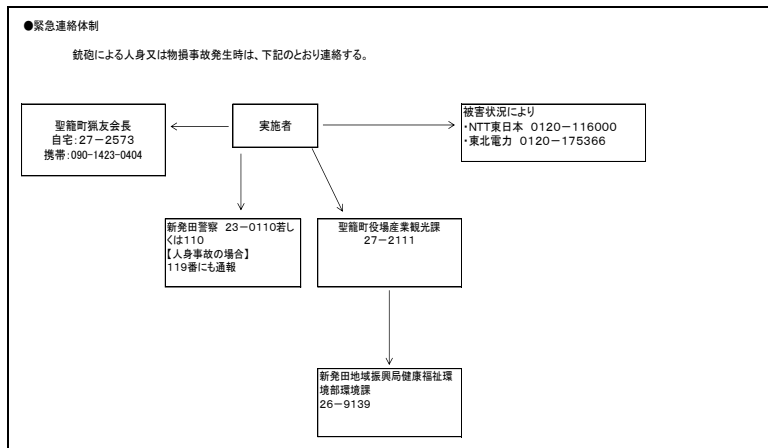 ●緊急連絡体制
銃砲による人身又は物損事故発生時は、下記のとおり連絡する。
聖籠町猟友会長
自宅:27-2573
携帯:090-1423-0404
実施者
被害状況により
・NTT東日本 0120-116000
・東北電力 0120-175366
新発田警察 23-0110若し
くは110
【人身事故の場合】
119番にも通報
聖籠町役場産業観光課
27-2111
新発田地域振興局健康福祉環
境部環境課
26-9139